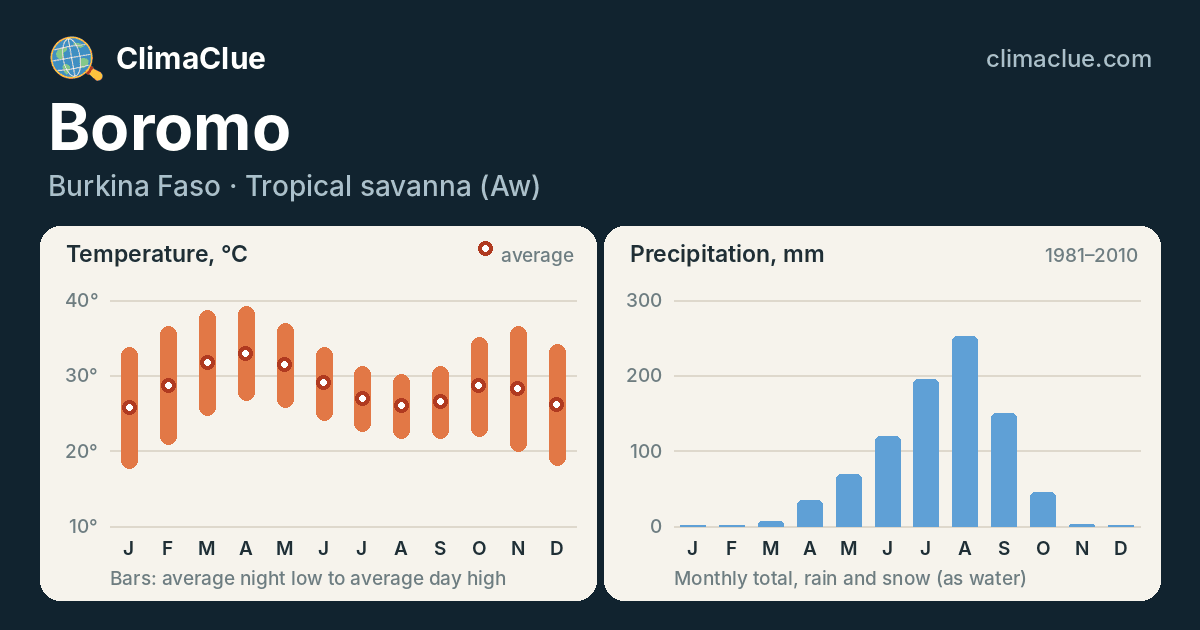 ClimaClue
climaclue.com
Boromo
Burkina Faso · Tropical savanna (Aw)
Temperature, °C
average
40°
30°
20°
10°
J F M A M J J A S O N D
Bars: average night low to average day high
Precipitation, mm
1981–2010
300
200
100
0
J F M A M J J A S O N D
Monthly total, rain and snow (as water)